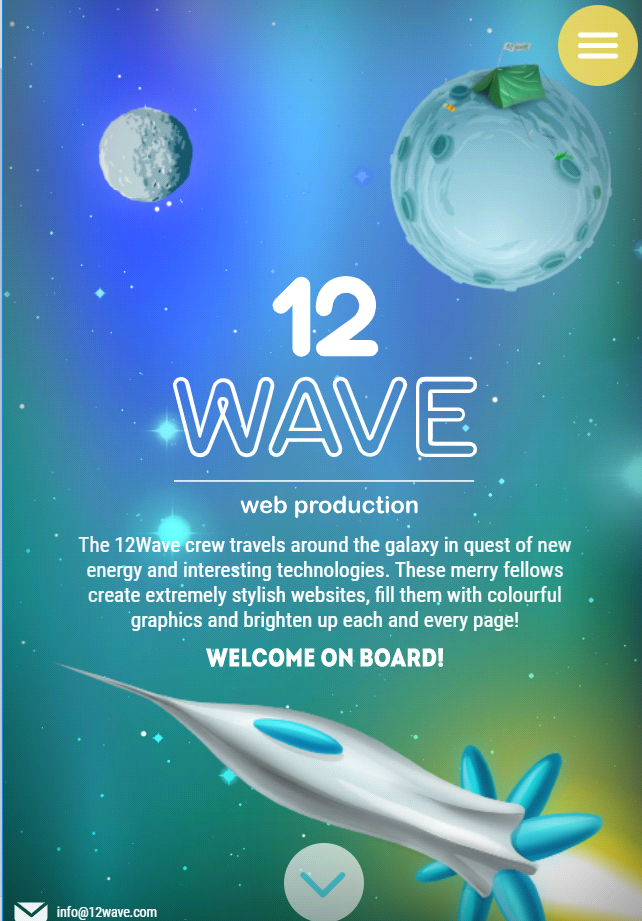 12
WAVE
web production
The 12Wave crew travels around the galaxy in quest of new
energy and interesting technologies. These merry fellows
create extremely stylish websites, fill them with colourful
graphics and brighten up each and every page!
WELCOME ON BOARD!
info@12wave.com